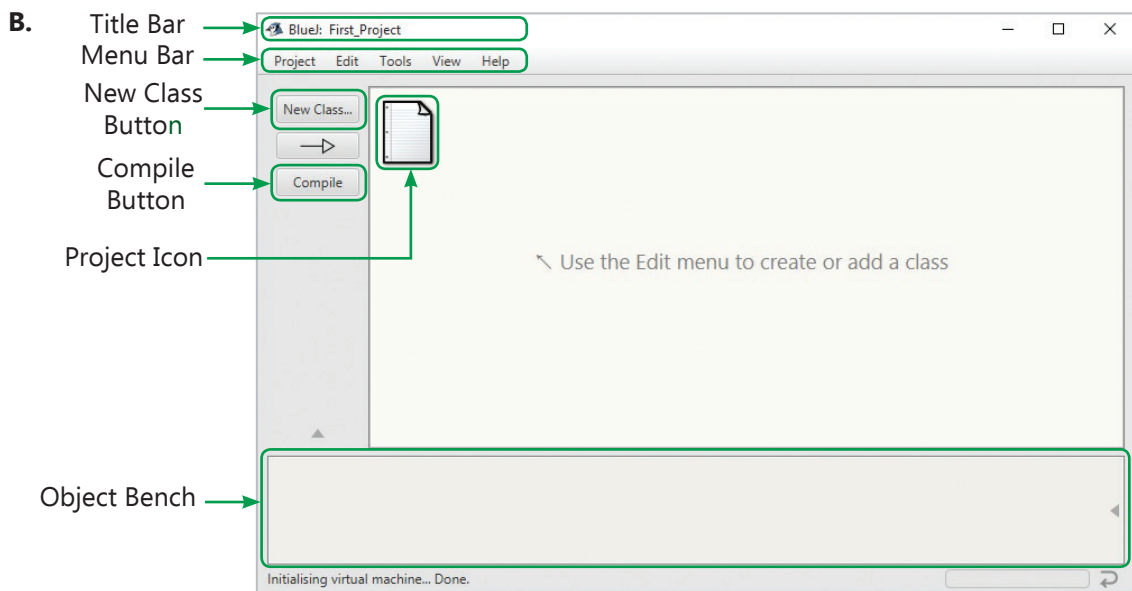 B.
Title Bar
BlueJ: First_Project
Menu Bar
Project Edit Tools View Help
New Class
Button
New Class...
Compile
Button
Compile
Project Icon
Use the Edit menu to create or add a class
Object Bench
Initialising virtual machine... Done.